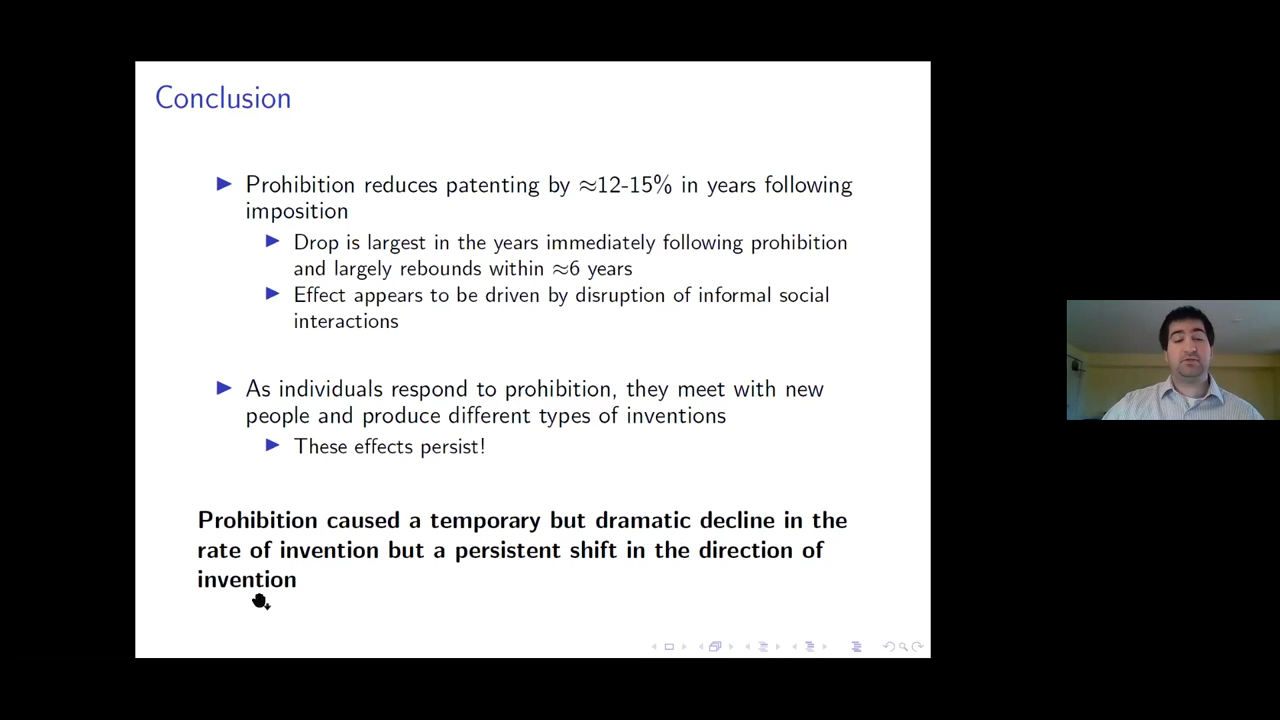 Conclusion
Prohibition reduces patenting by ≈12-15% in years following
imposition
Drop is largest in the years immediately following prohibition
and largely rebounds within ≈6 years
Effect appears to be driven by disruption of informal social
interactions
As individuals respond to prohibition, they meet with new
people and produce different types of inventions
These effects persist!
Prohibition caused a temporary but dramatic decline in the
rate of invention but a persistent shift in the direction of
invention